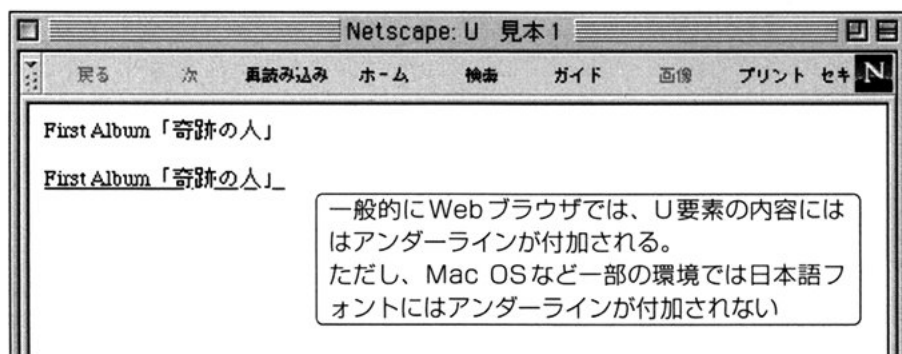 Netscape: U 見本1
戻る 次 再読み込み ホーム 検索 ガイド 画像 プリント セキ N
First Album「奇跡の人」
First Album「奇跡の人」
一般的にWebブラウザでは、U要素の内容には
はアンダーラインが付加される。
ただし、Mac OSなど一部の環境では日本語フ
ォントにはアンダーラインが付加されない